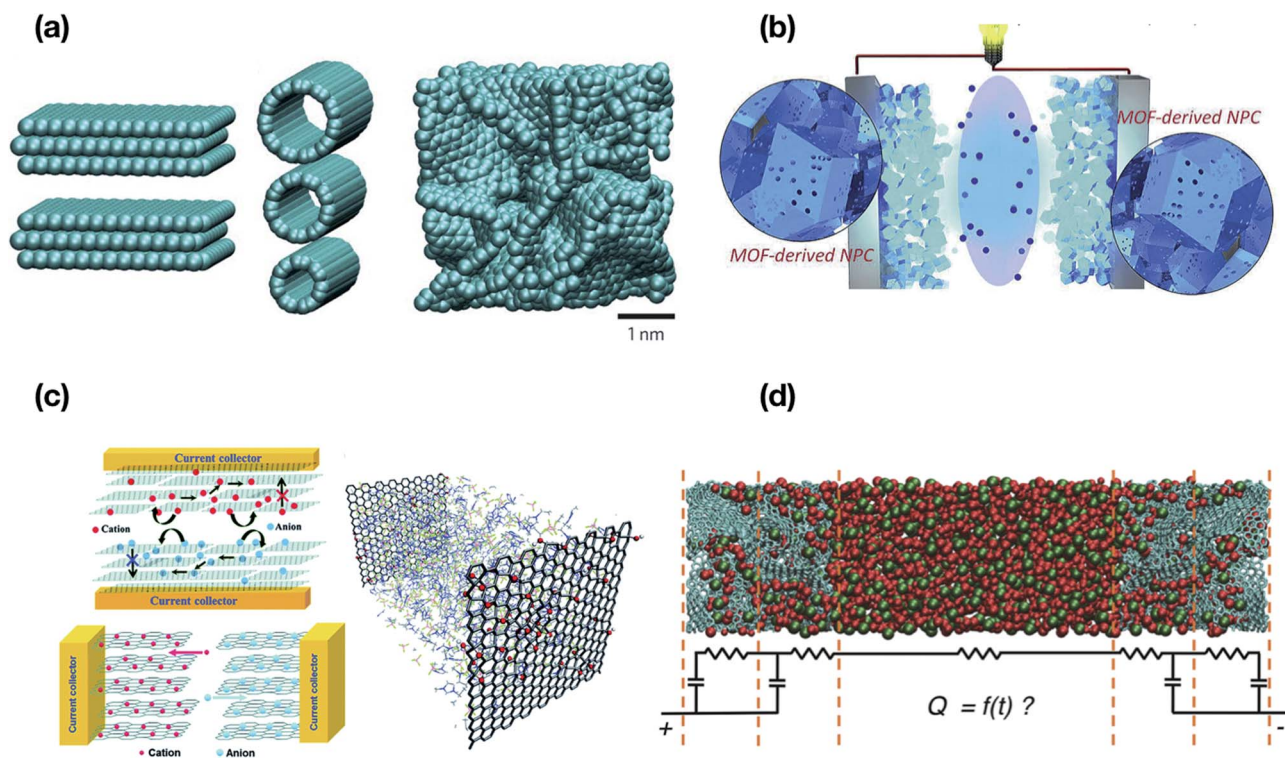 (a)
1 nm
(b)
MOF-derived NPC
MOF-derived NPC
(c)
Current collector
Cation
Anion
Current collector
Current collector
Current collector
Cation
Anion
(d)
Q = f(t) ?
+
-